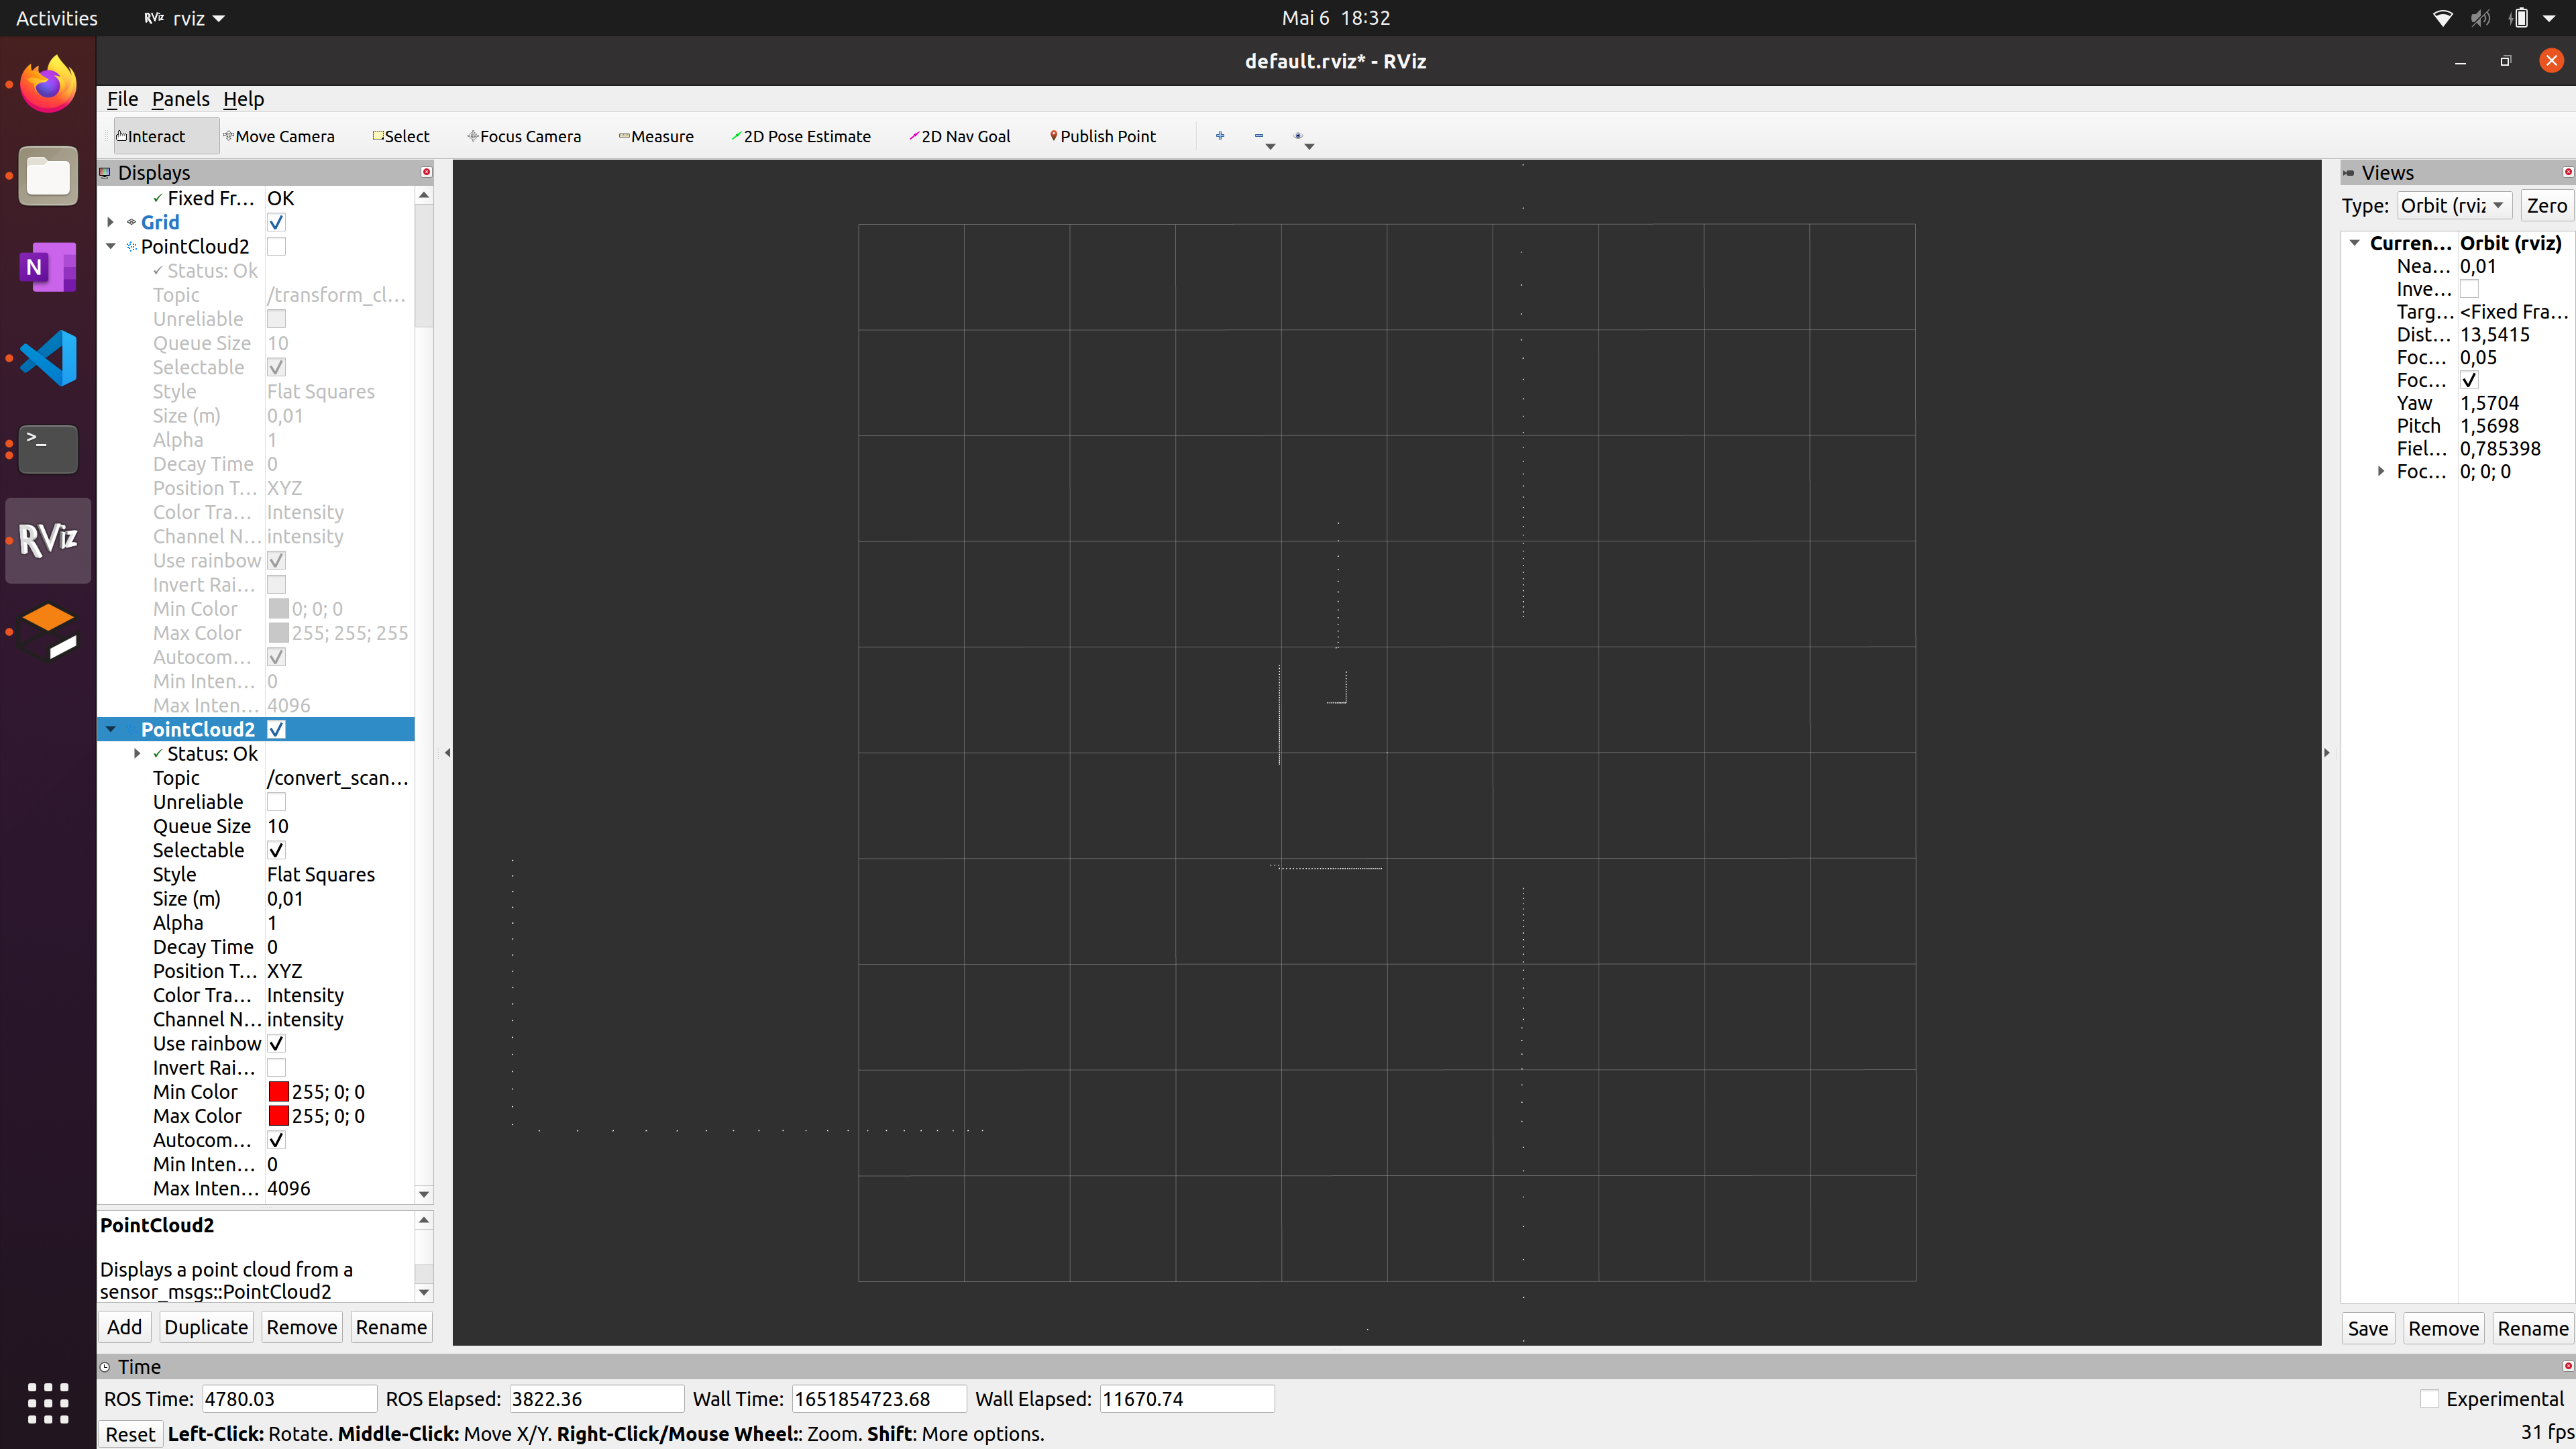 Activities
RViz rviz
Mai 6 18:32
default.rviz* - RViz
File Panels Help
Interact Move Camera Select Focus Camera Measure 2D Pose Estimate 2D Nav Goal Publish Point
Displays
Fixed Fr... OK
Grid
PointCloud2
Status: Ok
Topic /transform_cl...
Unreliable
Queue Size 10
Selectable
Style Flat Squares
Size (m) 0,01
Alpha 1
Decay Time 0
Position T... XYZ
Color Tra... Intensity
Channel N... intensity
Use rainbow
Invert Rai...
Min Color 0; 0; 0
Max Color 255; 255; 255
Autocom...
Min Inten... 0
Max Inten... 4096
PointCloud2
Status: Ok
Topic /convert_scan...
Unreliable
Queue Size 10
Selectable
Style Flat Squares
Size (m) 0,01
Alpha 1
Decay Time 0
Position T... XYZ
Color Tra... Intensity
Channel N... intensity
Use rainbow
Invert Rai...
Min Color 255; 0; 0
Max Color 255; 0; 0
Autocom...
Min Inten... 0
Max Inten... 4096
PointCloud2
Displays a point cloud from a
sensor_msgs::PointCloud2
Add Duplicate Remove Rename
Views
Type: Orbit (rviz Zero
Curren... Orbit (rviz)
Nea... 0,01
Inve...
Targ... <Fixed Fra...
Dist... 13,5415
Foc... 0,05
Foc...
Yaw 1,5704
Pitch 1,5698
Fiel... 0,785398
Foc... 0; 0; 0
Save Remove Rename
Time
ROS Time: 4780.03 ROS Elapsed: 3822.36 Wall Time: 1651854723.68 Wall Elapsed: 11670.74 Experimental
Reset Left-Click: Rotate. Middle-Click: Move X/Y. Right-Click/Mouse Wheel:: Zoom. Shift: More options. 31 fps
N
>_
RViz